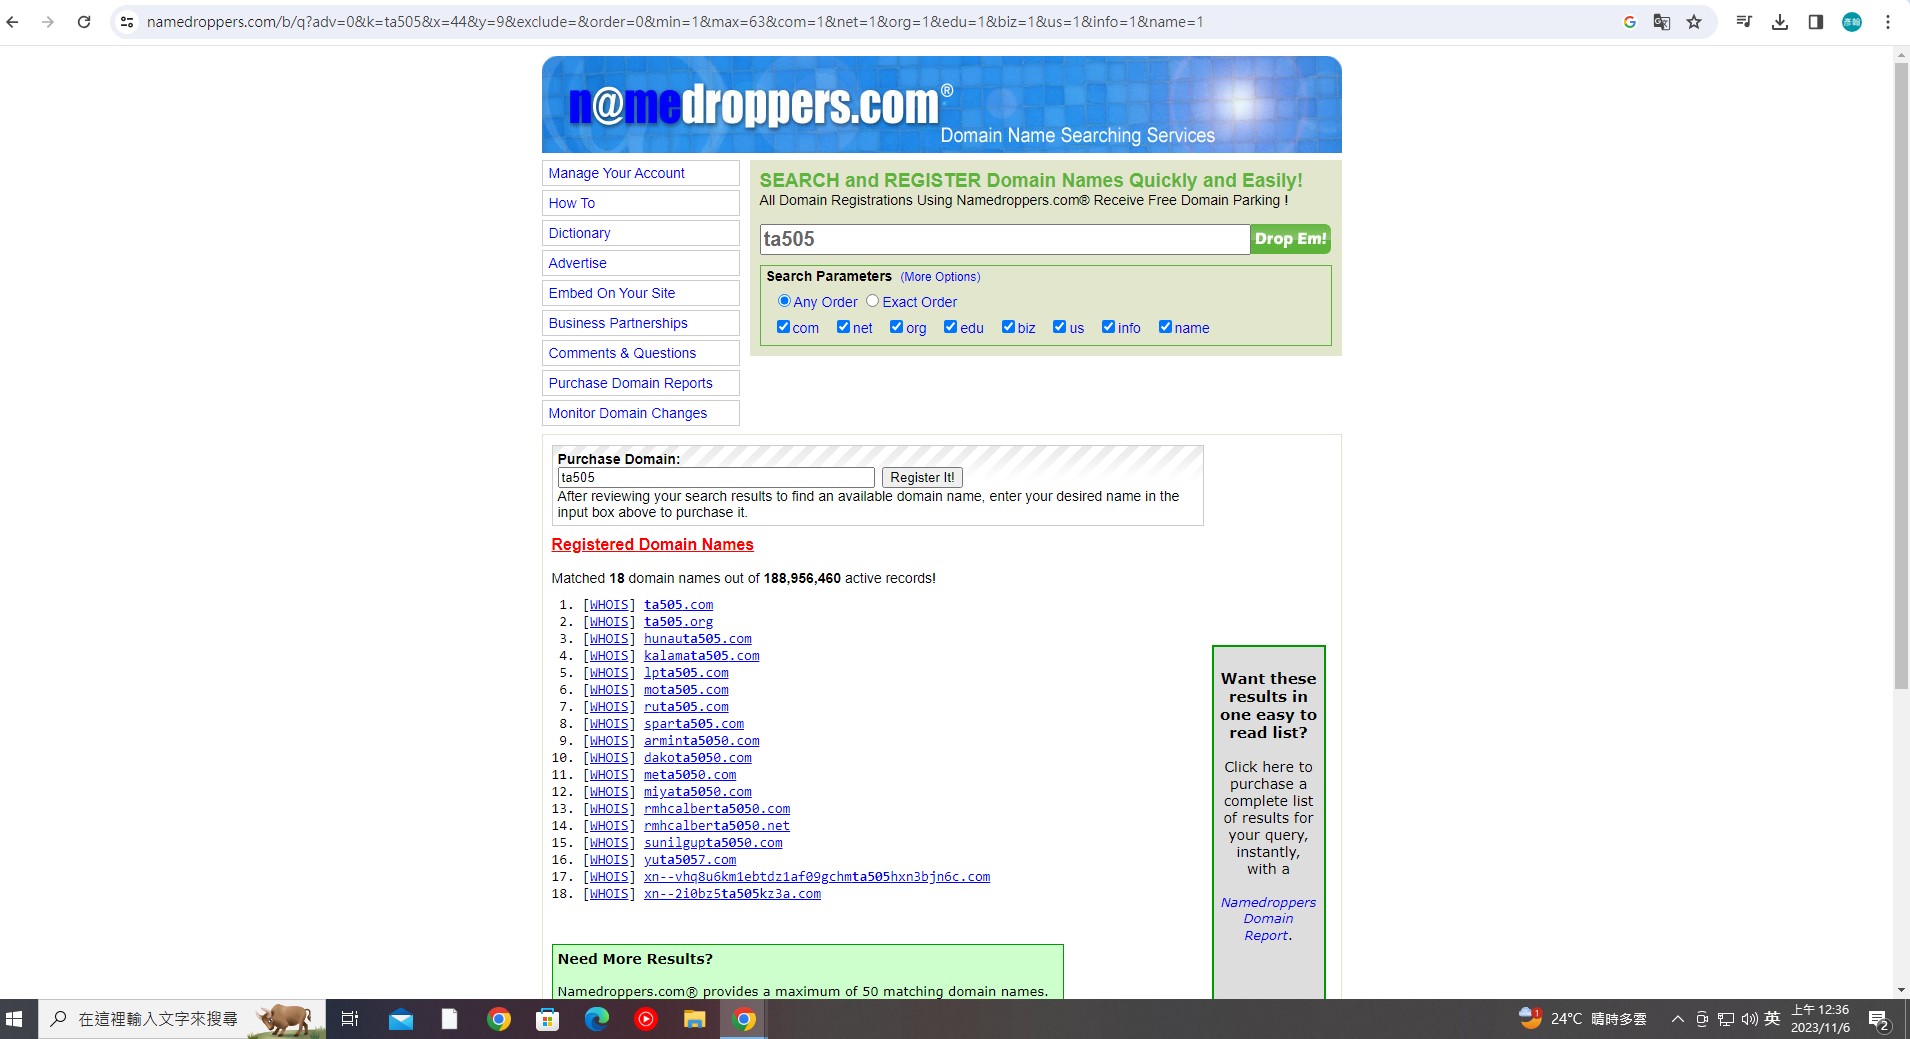 namedroppers.com/b/q?adv=0&k=ta505&x=44&y=9&exclude=&order=0&min=1&max=63&com=1&net=1&org=1&edu=1&biz=1&us=1&info=1&name=1
彥翰
n@medroppers.com®
Domain Name Searching Services
Manage Your Account
How To
Dictionary
Advertise
Embed On Your Site
Business Partnerships
Comments & Questions
Purchase Domain Reports
Monitor Domain Changes
SEARCH and REGISTER Domain Names Quickly and Easily!
All Domain Registrations Using Namedroppers.com® Receive Free Domain Parking !
ta505 Drop Em!
Search Parameters (More Options)
Any Order Exact Order
com net org edu biz us info name
Purchase Domain:
ta505 Register It!
After reviewing your search results to find an available domain name, enter your desired name in the
input box above to purchase it.
Registered Domain Names
Matched 18 domain names out of 188,956,460 active records!
1. [WHOIS] ta505.com
2. [WHOIS] ta505.org
3. [WHOIS] hunauta505.com
4. [WHOIS] kalamata505.com
5. [WHOIS] lpta505.com
6. [WHOIS] mota505.com
7. [WHOIS] ruta505.com
8. [WHOIS] sparta505.com
9. [WHOIS] arminta5050.com
10. [WHOIS] dakota5050.com
11. [WHOIS] meta5050.com
12. [WHOIS] miyata5050.com
13. [WHOIS] rmhcalberta5050.com
14. [WHOIS] rmhcalberta5050.net
15. [WHOIS] sunilgupta5050.com
16. [WHOIS] yuta5057.com
17. [WHOIS] xn--vhq8u6km1ebtdz1af09gchmta505hxn3bjn6c.com
18. [WHOIS] xn--2i0bz5ta505kz3a.com
Want these
results in
one easy to
read list?
Click here to
purchase a
complete list
of results for
your query,
instantly,
with a
Namedroppers
Domain
Report.
Need More Results?
Namedroppers.com® provides a maximum of 50 matching domain names.
在這裡輸入文字來搜尋
1
24°C 晴時多雲
英
上午 12:36
2023/11/6
2